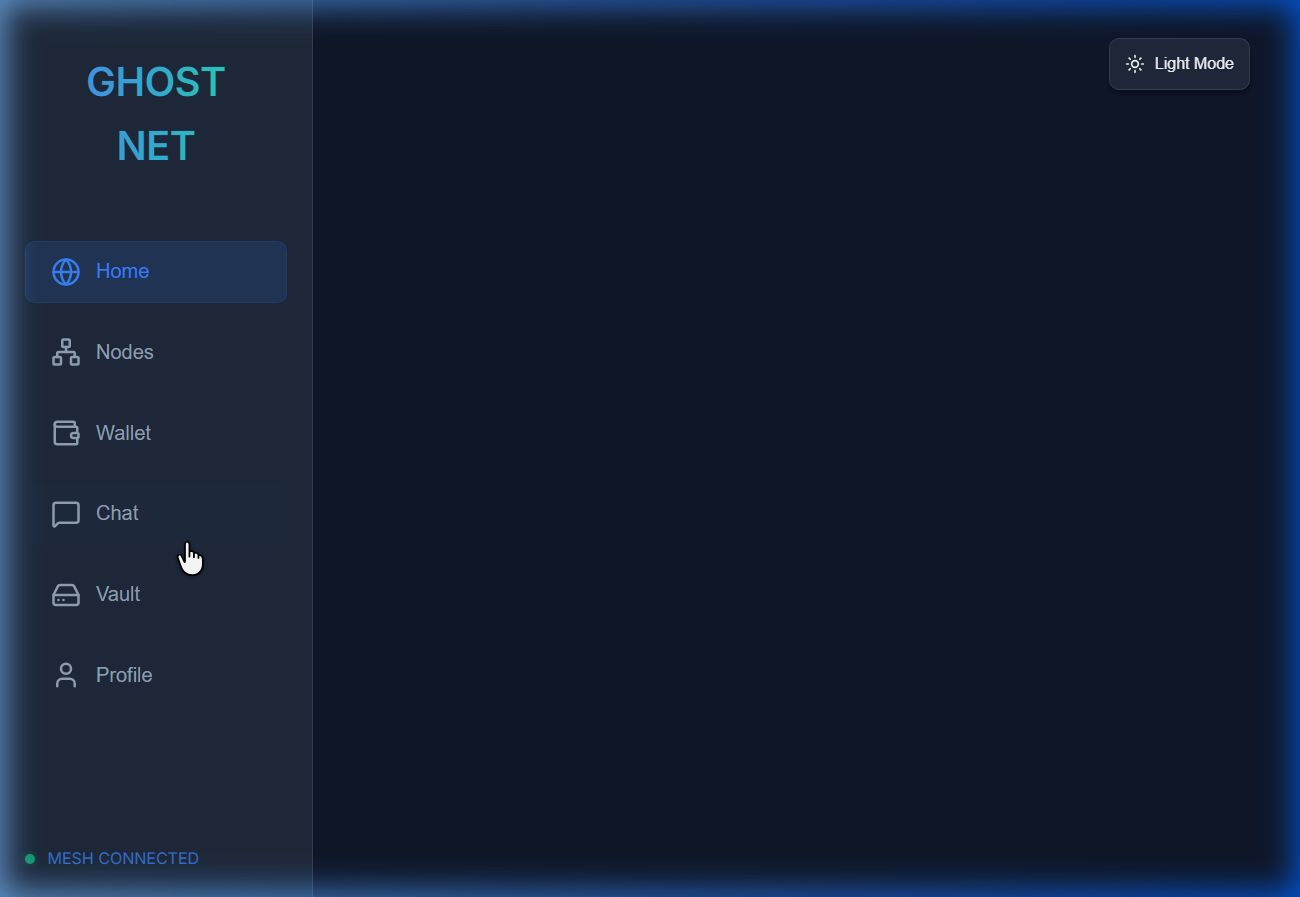 GHOST
NET
Light Mode
Home
Nodes
Wallet
Chat
Vault
Profile
MESH CONNECTED